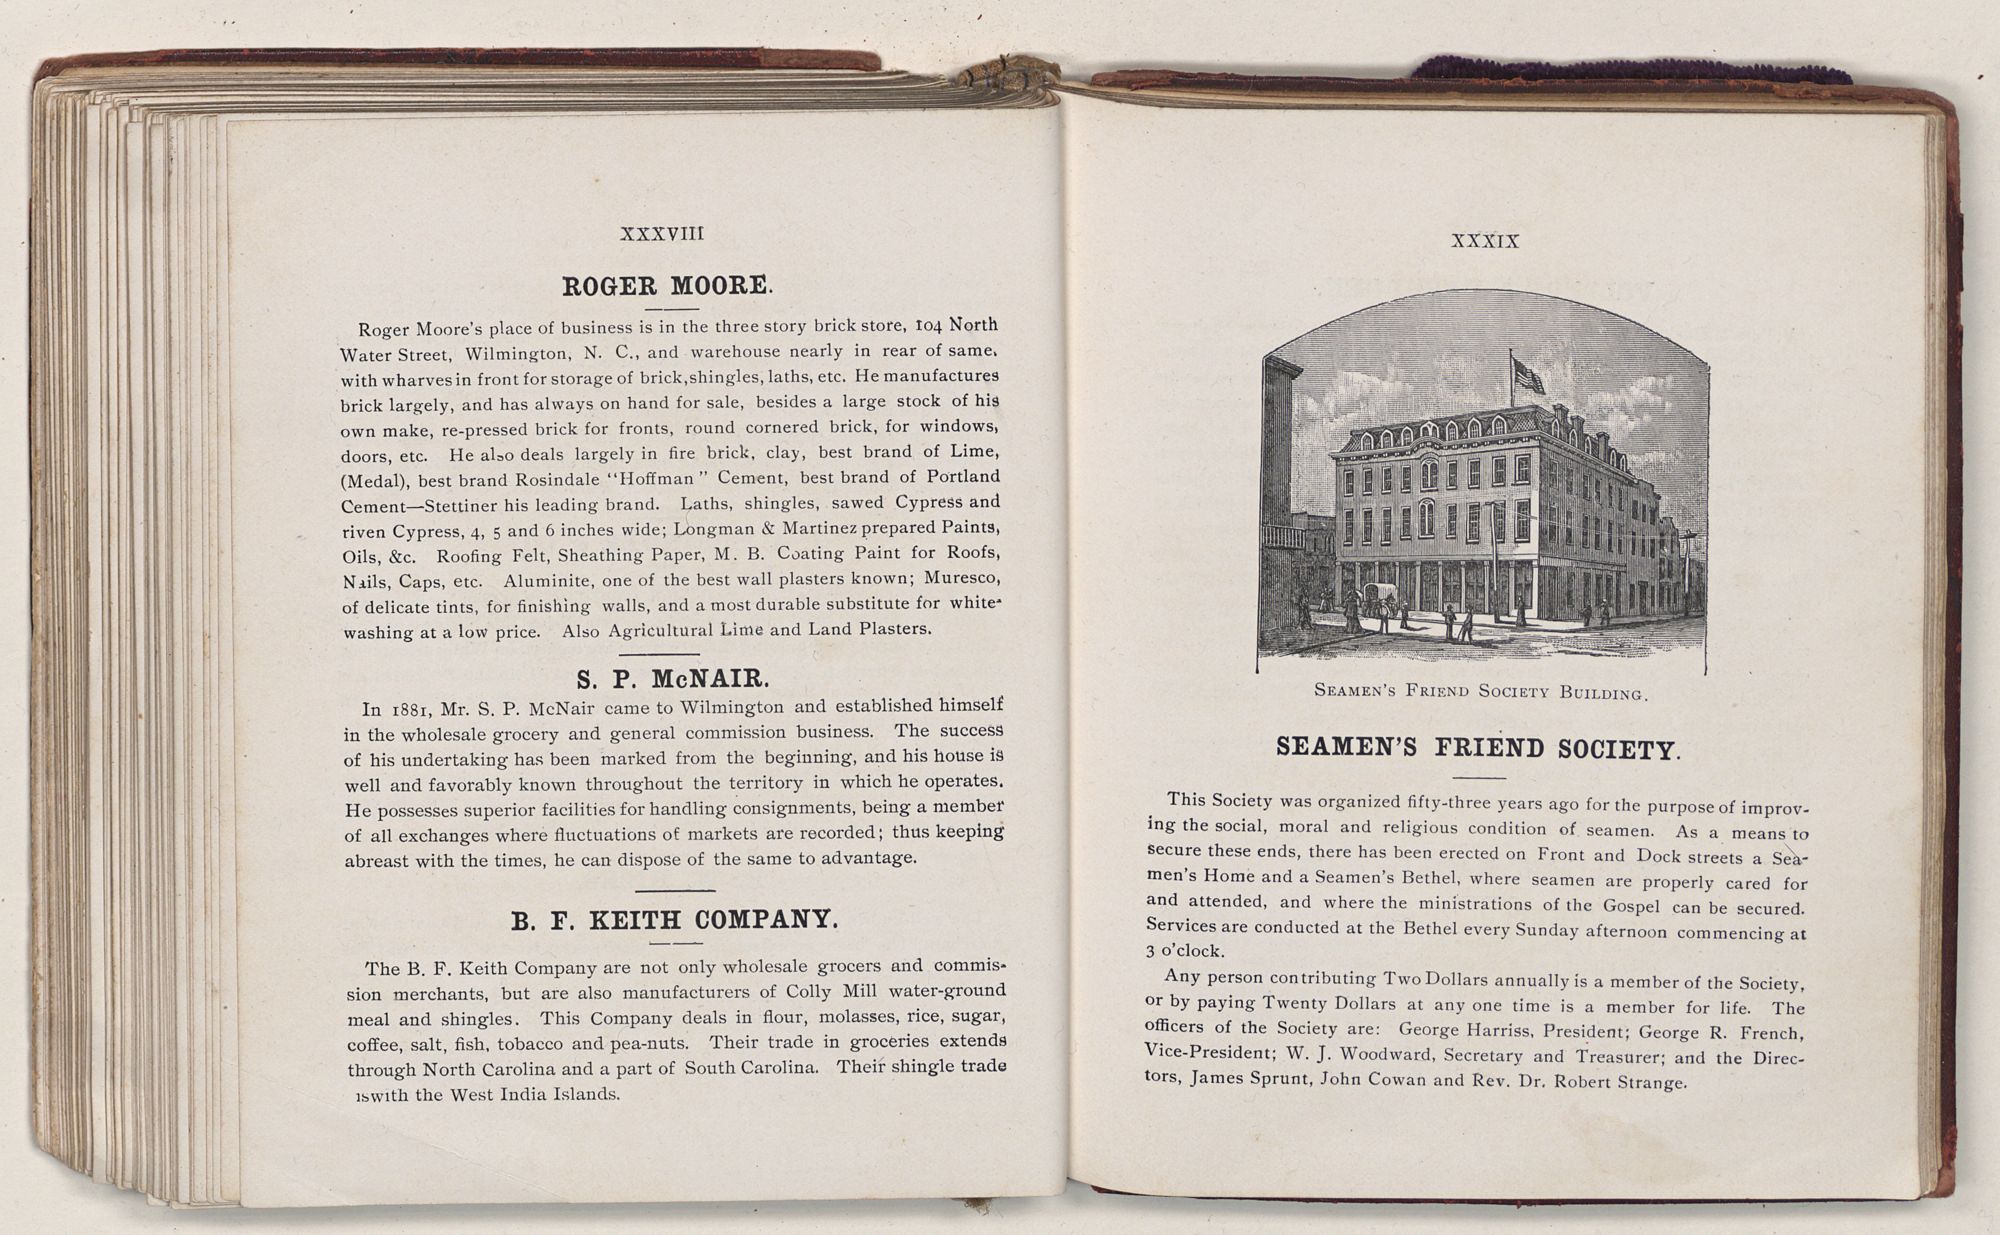 XXXVIII
ROGER MOORE.
Roger Moore's place of business is in the three story brick store, 104 North
Water Street, Wilmington, N. C., and warehouse nearly in rear of same.
with wharves in front for storage of brick, shingles, laths, etc. He manufactures
brick largely, and has always on hand for sale, besides a large stock of his
own make, re-pressed brick for fronts, round cornered brick, for windows,
doors, etc. He also deals largely in fire brick, clay, best brand of Lime,
(Medal), best brand Rosindale "Hoffman" Cement, best brand of Portland
Cement—Stettiner his leading brand. Laths, shingles, sawed Cypress and
riven Cypress, 4, 5 and 6 inches wide; Longman & Martinez prepared Paints,
Oils, &c. Roofing Felt, Sheathing Paper, M. B. Coating Paint for Roofs,
Nails, Caps, etc. Aluminite, one of the best wall plasters known; Muresco,
of delicate tints, for finishing walls, and a most durable substitute for white-
washing at a low price. Also Agricultural Lime and Land Plasters.
S. P. McNAIR.
In 1881, Mr. S. P. McNair came to Wilmington and established himself
in the wholesale grocery and general commission business. The success
of his undertaking has been marked from the beginning, and his house is
well and favorably known throughout the territory in which he operates.
He possesses superior facilities for handling consignments, being a member
of all exchanges where fluctuations of markets are recorded; thus keeping
abreast with the times, he can dispose of the same to advantage.
B. F. KEITH COMPANY.
The B. F. Keith Company are not only wholesale grocers and commis-
sion merchants, but are also manufacturers of Colly Mill water-ground
meal and shingles. This Company deals in flour, molasses, rice, sugar,
coffee, salt, fish, tobacco and pea-nuts. Their trade in groceries extends
through North Carolina and a part of South Carolina. Their shingle trade
is with the West India Islands.
XXXIX
SEAMEN'S FRIEND SOCIETY BUILDING.
SEAMEN'S FRIEND SOCIETY.
This Society was organized fifty-three years ago for the purpose of improv-
ing the social, moral and religious condition of seamen. As a means to
secure these ends, there has been erected on Front and Dock streets a Sea-
men's Home and a Seamen's Bethel, where seamen are properly cared for
and attended, and where the ministrations of the Gospel can be secured.
Services are conducted at the Bethel every Sunday afternoon commencing at
3 o'clock.
Any person contributing Two Dollars annually is a member of the Society,
or by paying Twenty Dollars at any one time is a member for life. The
officers of the Society are: George Harriss, President; George R. French,
Vice-President; W. J. Woodward, Secretary and Treasurer; and the Direc-
tors, James Sprunt, John Cowan and Rev. Dr. Robert Strange.